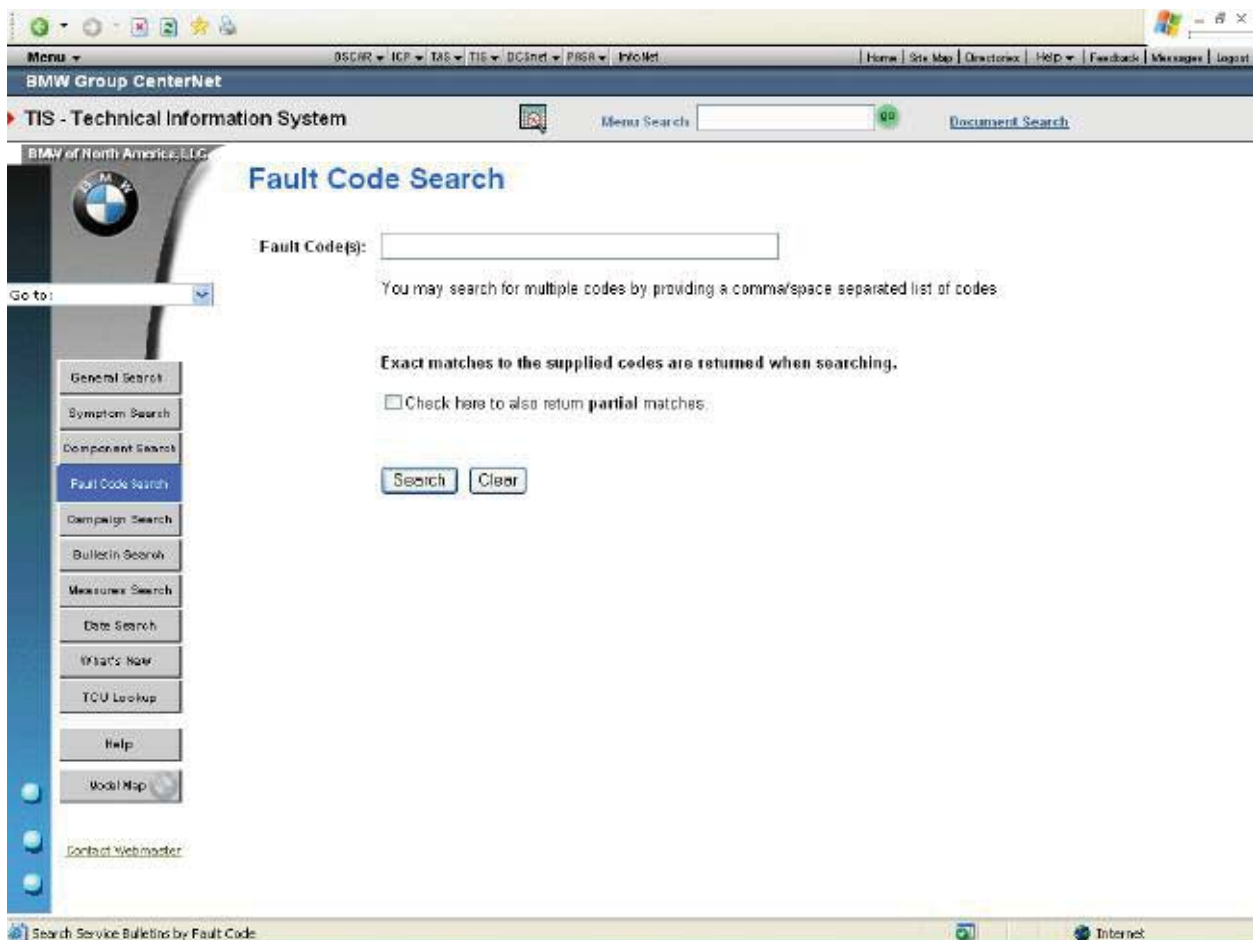 Menu
OSCAR ICP TAS TIS DCSnet PRSR InfoNet
Home | Site Map | Directories | Help | Feedback | Messages | Logout
BMW Group CenterNet
TIS - Technical Information System
Menu Search
go
Document Search
BMW of North America, LLC
BMW
Fault Code Search
Fault Code(s):
You may search for multiple codes by providing a comma/space separated list of codes
Go to:
Exact matches to the supplied codes are returned when searching.
Check here to also return partial matches.
Search Clear
General Search
Symptom Search
Component Search
Fault Code Search
Campaign Search
Bulletin Search
Measures Search
Date Search
What's New
TCU Lookup
Help
Model Map
Contact Webmaster
Search Service Bulletins by Fault Code
Internet